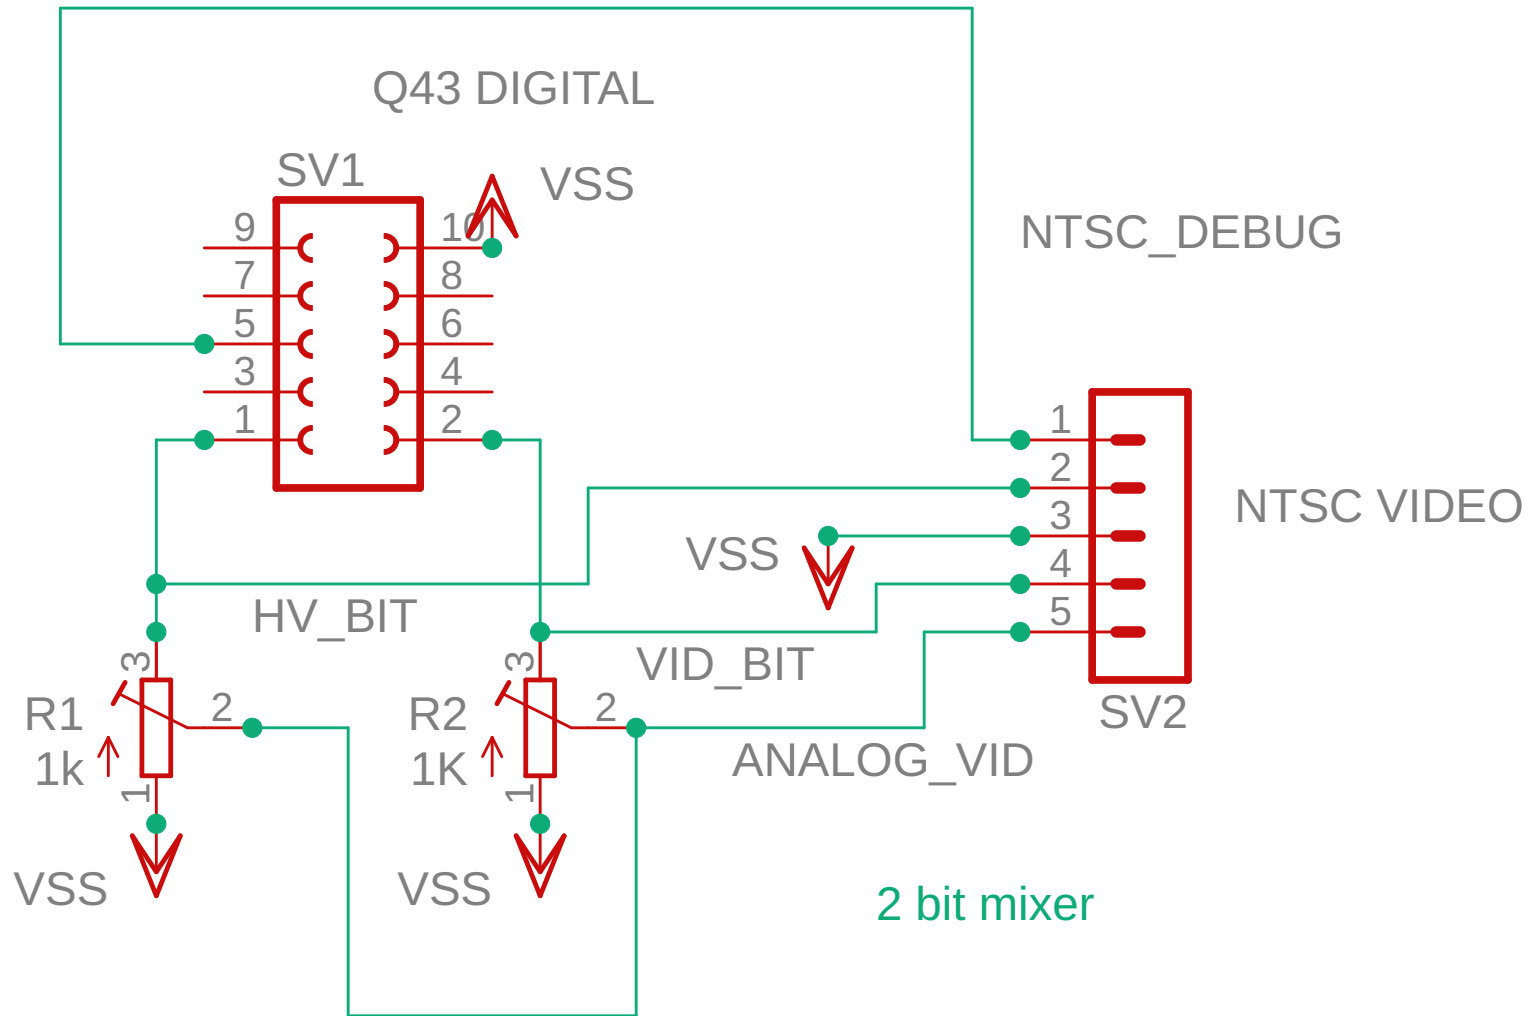 Q43 DIGITAL
SV1
VSS
9
10
7
8
5
6
3
4
1
2
NTSC_DEBUG
1
2
3
4
5
NTSC VIDEO
SV2
VSS
HV_BIT
VID_BIT
3
R1
1k
2
1
VSS
3
R2
1K
2
1
VSS
ANALOG_VID
2 bit mixer